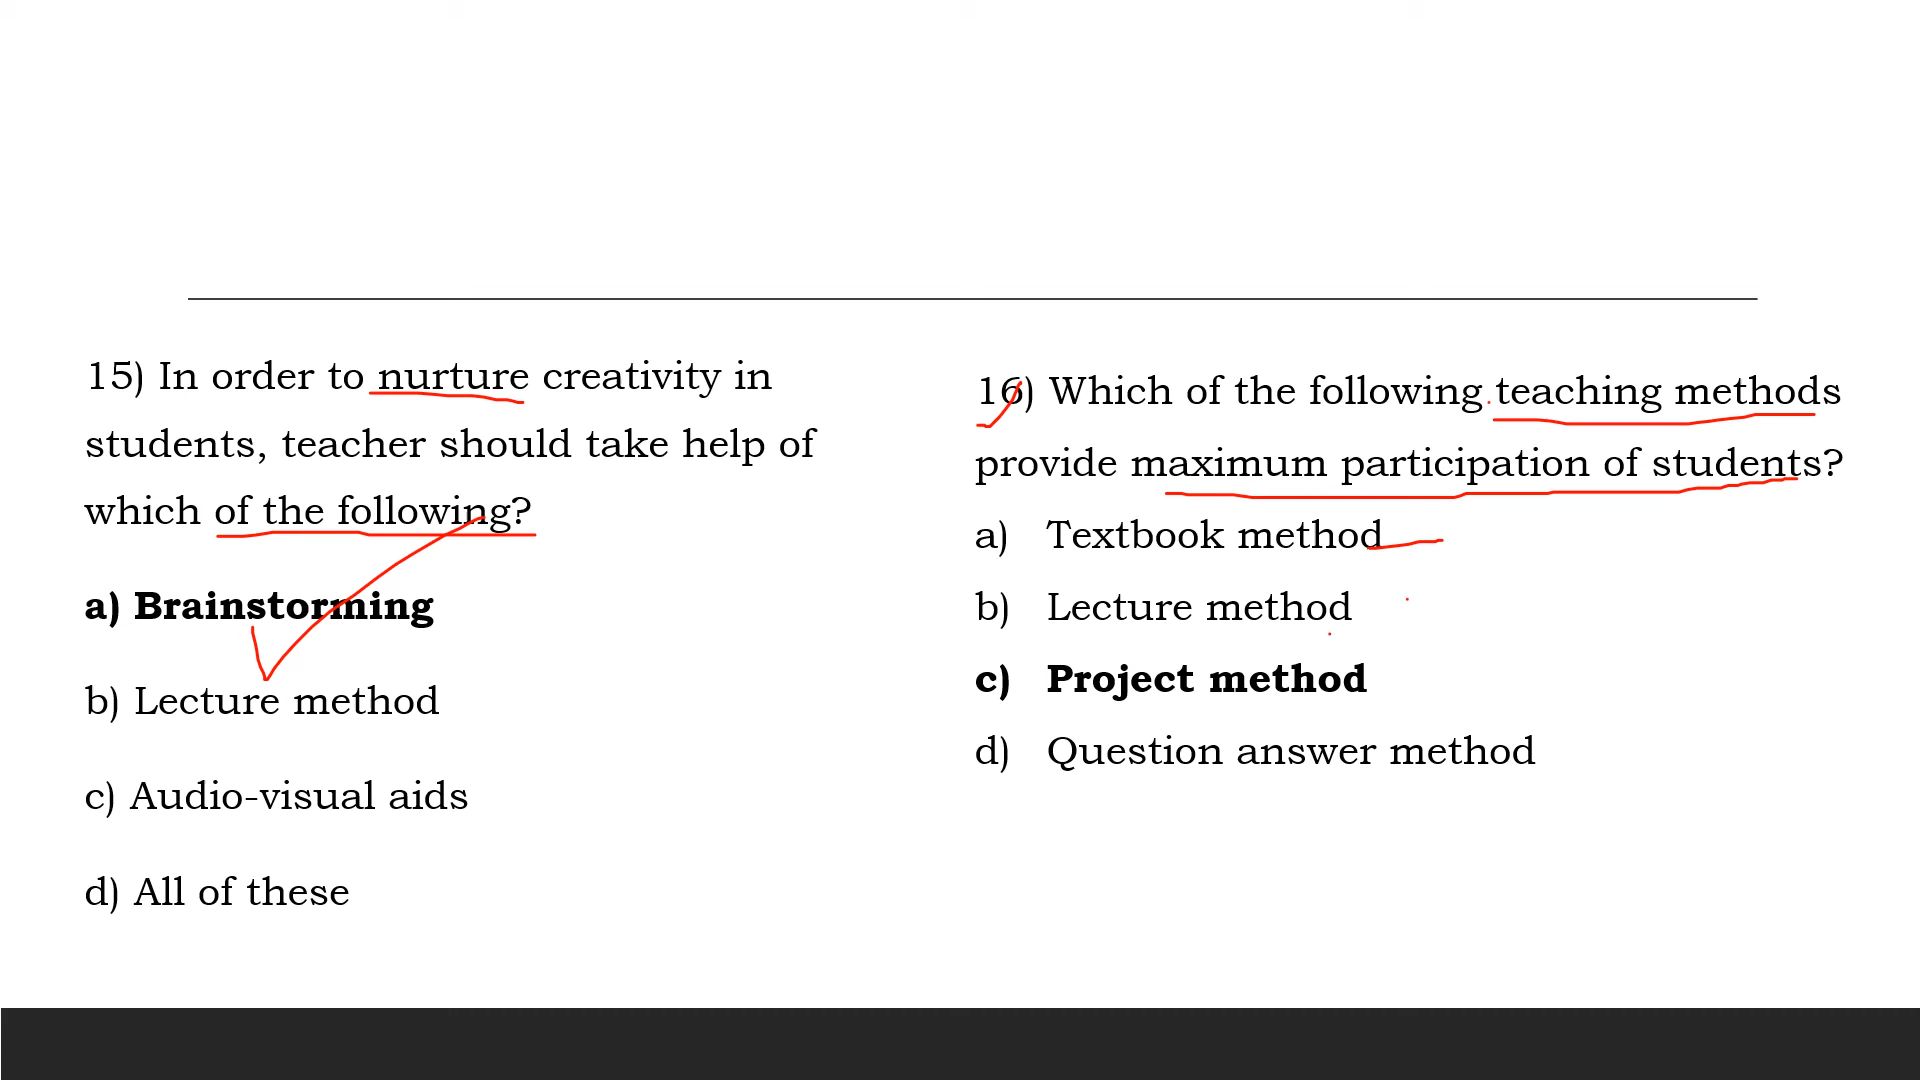 15) In order to nurture creativity in
students, teacher should take help of
which of the following?
a) Brainstorming
b) Lecture method
c) Audio-visual aids
d) All of these
16) Which of the following teaching methods
provide maximum participation of students?
a) Textbook method
b) Lecture method
c) Project method
d) Question answer method